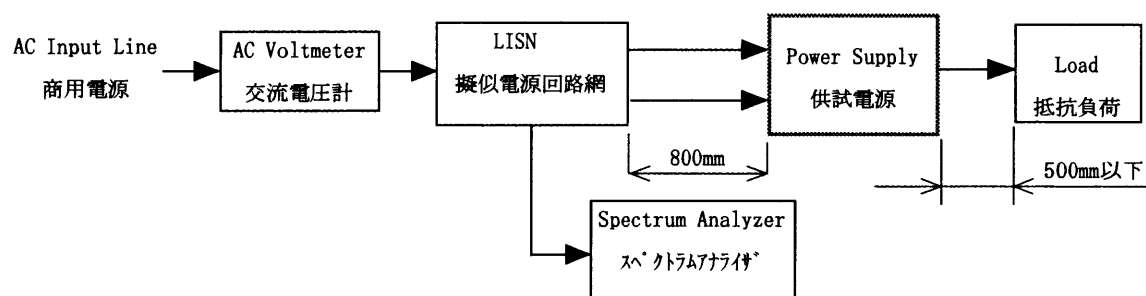 AC Input Line
商用電源
AC Voltmeter
交流電圧計
LISN
擬似電源回路網
Power Supply
供試電源
Load
抵抗負荷
800mm
500mm以下
Spectrum Analyzer
ｽﾍﾟｸﾄﾗﾑｱﾅﾗｲｻﾞ